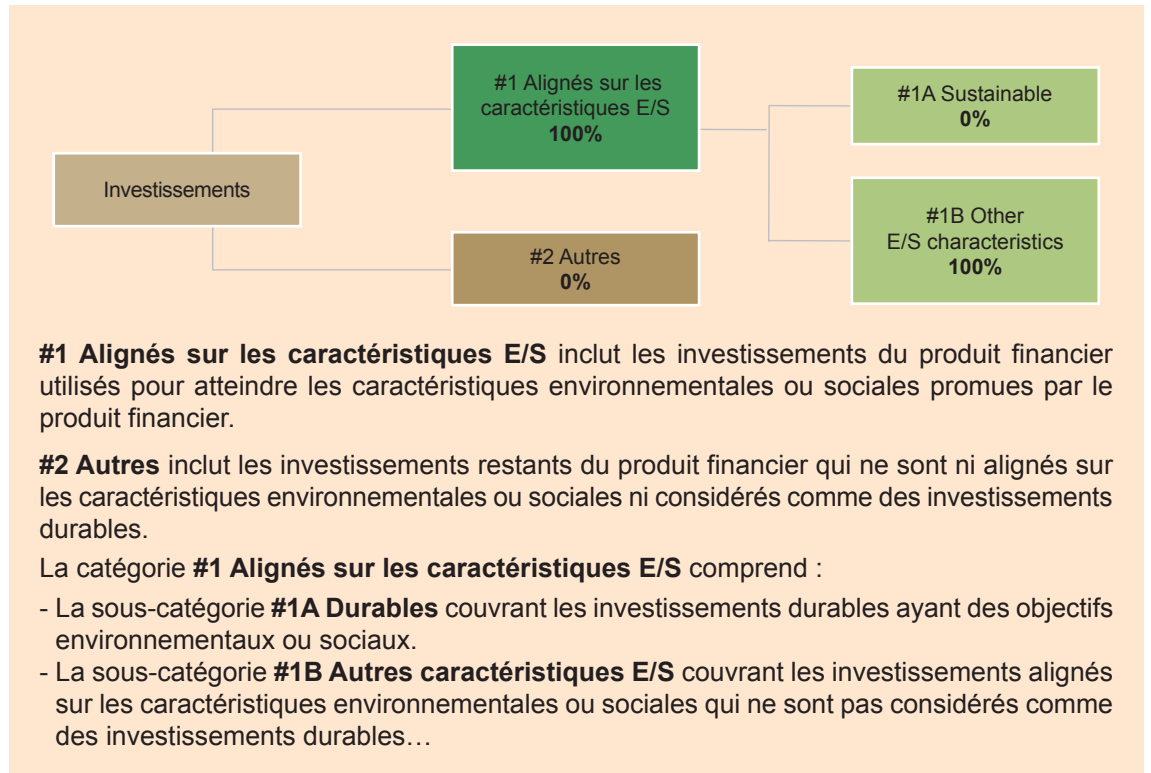 #1 Alignés sur les
caractéristiques E/S
100%
#1A Sustainable
0%
Investissements
#1B Other
E/S characteristics
100%
#2 Autres
0%
#1 Alignés sur les caractéristiques E/S inclut les investissements du produit financier
utilisés pour atteindre les caractéristiques environnementales ou sociales promues par le
produit financier.
#2 Autres inclut les investissements restants du produit financier qui ne sont ni alignés sur
les caractéristiques environnementales ou sociales ni considérés comme des investissements
durables.
La catégorie #1 Alignés sur les caractéristiques E/S comprend :
- La sous-catégorie #1A Durables couvrant les investissements durables ayant des objectifs
environnementaux ou sociaux.
- La sous-catégorie #1B Autres caractéristiques E/S couvrant les investissements alignés
sur les caractéristiques environnementales ou sociales qui ne sont pas considérés comme
des investissements durables…